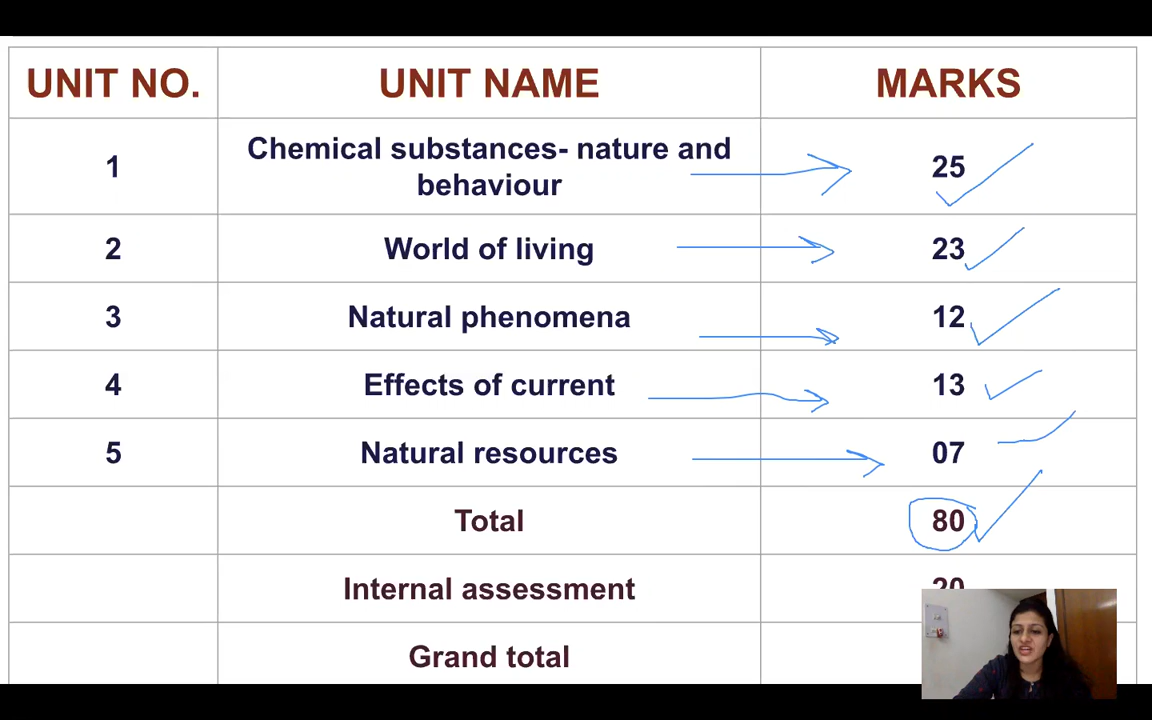 UNIT NO. UNIT NAME MARKS
1 Chemical substances- nature and behaviour 25
2 World of living 23
3 Natural phenomena 12
4 Effects of current 13
5 Natural resources 07
Total 80
Internal assessment 20
Grand total